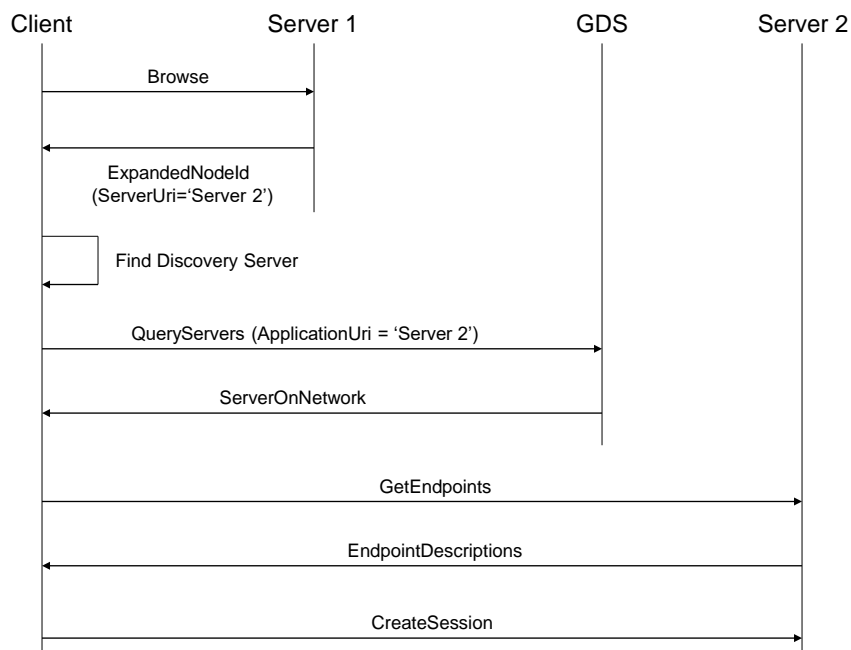 Client Server 1 GDS Server 2
Browse
ExpandedNodeId
(ServerUri=‘Server 2’)
Find Discovery Server
QueryServers (ApplicationUri = ‘Server 2’)
ServerOnNetwork
GetEndpoints
EndpointDescriptions
CreateSession